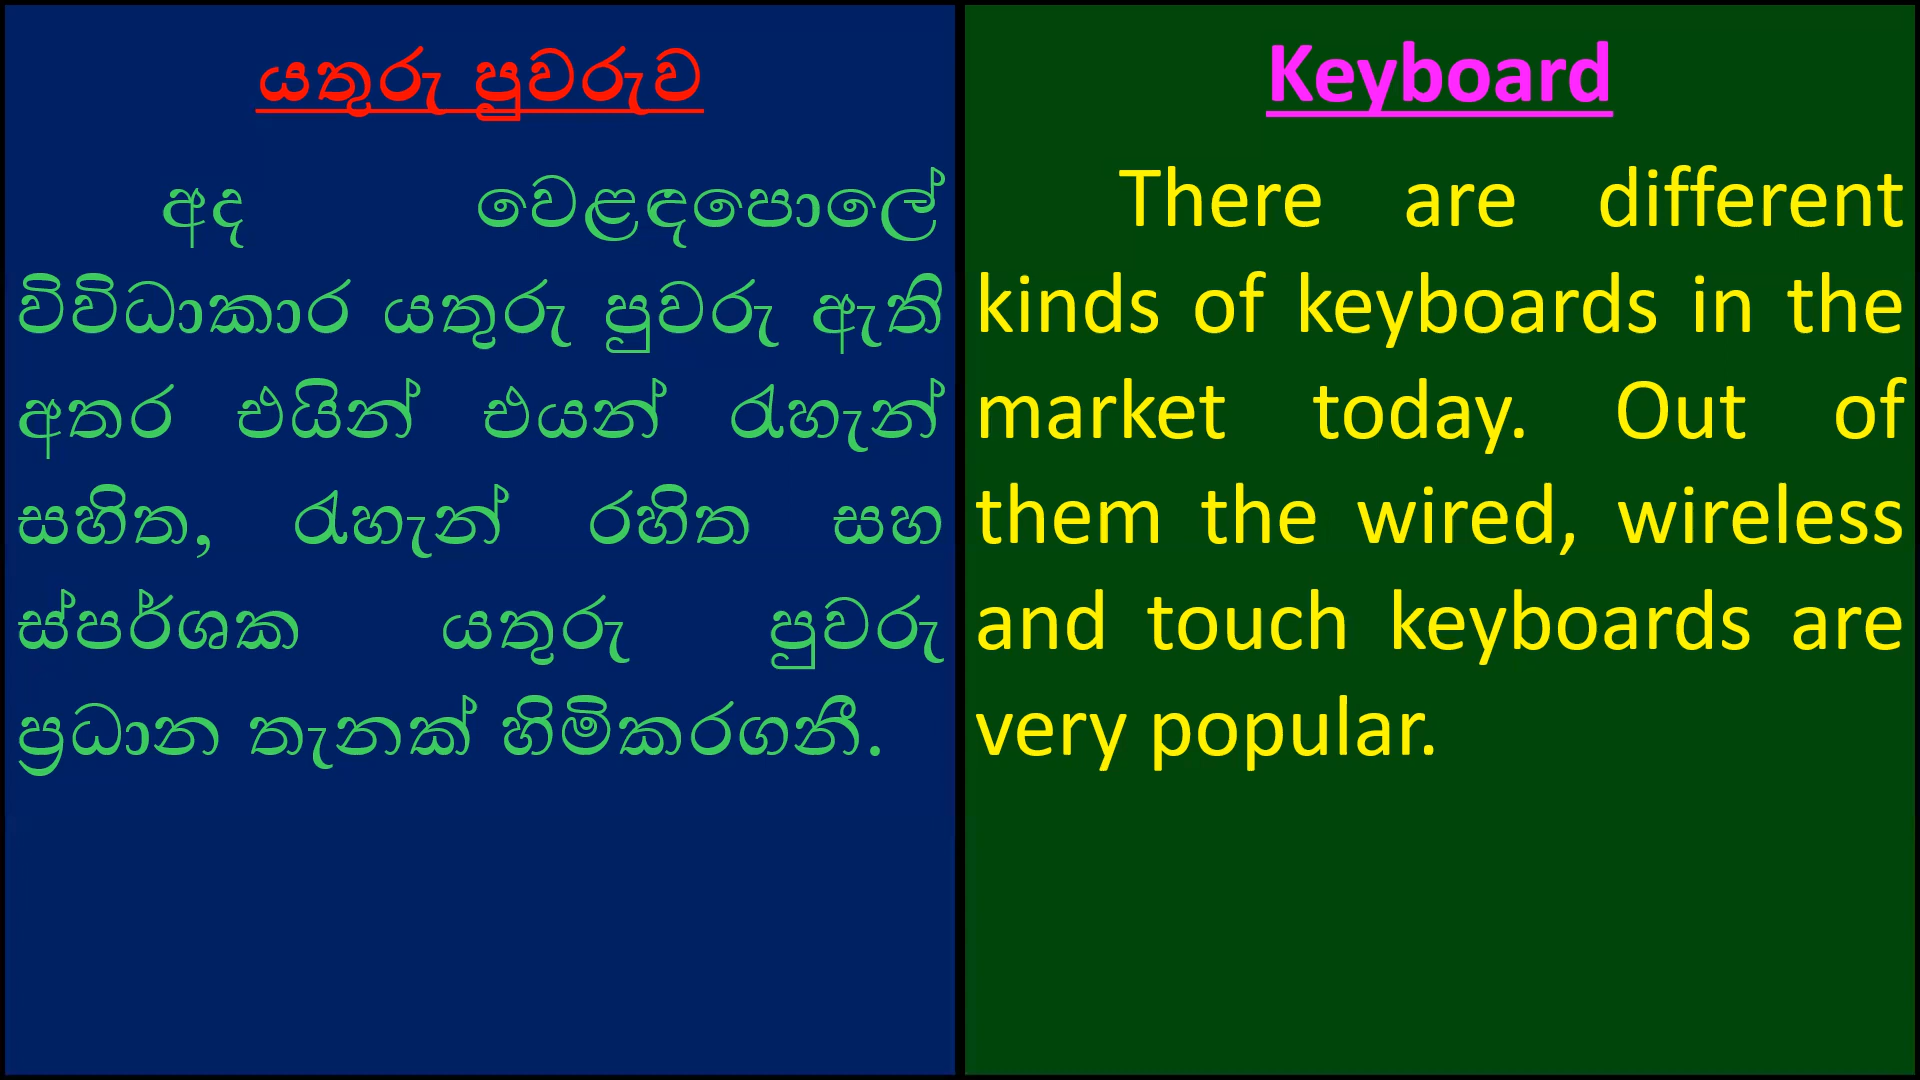 යතුරු පුවරුව
අද වෙළඳපොලේ
විවිධාකාර යතුරු පුවරු ඇති
අතර එයින් එයන් රැහැන්
සහිත, රැහැන් රහිත සහ
ස්පර්ශක යතුරු පුවරු
ප්‍රධාන තැනක් හිමිකරගනී.
Keyboard
There are different
kinds of keyboards in the
market today. Out of
them the wired, wireless
and touch keyboards are
very popular.